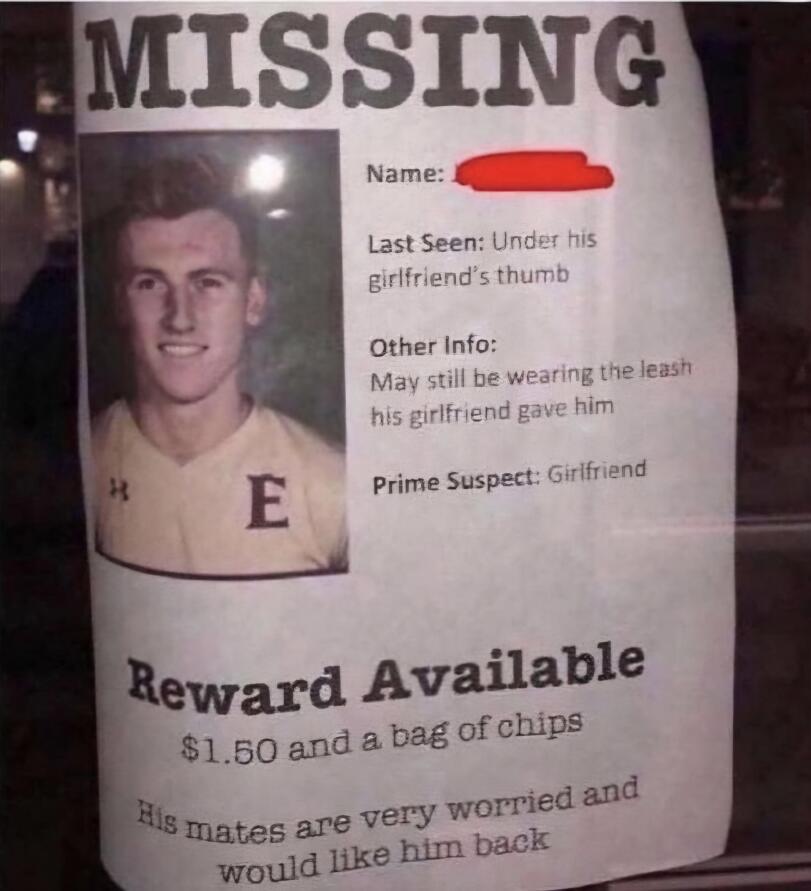 MISSING
Name:
Last Seen: Under his
girlfriend's thumb
Other Info:
May still be wearing the leash
his girlfriend gave him
Prime Suspect: Girlfriend
E
Reward Available
$1.50 and a bag of chips
His mates are very worried and
would like him back